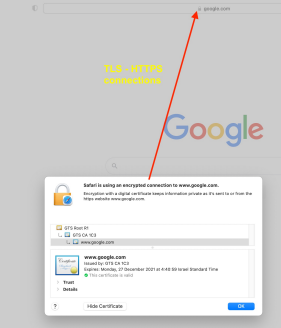 google.com
TLS - HTTPS
connections
Google
Safari is using an encrypted connection to www.google.com.
Encryption with a digital certificate keeps information private as it's sent to or from the
https website www.google.com.
GTS Root R1
GTS CA 1C3
www.google.com
www.google.com
Issued by: GTS CA 1C3
Expires: Monday, 27 December 2021 at 4:40:59 Israel Standard Time
This certificate is valid
Trust
Details
? Hide Certificate OK